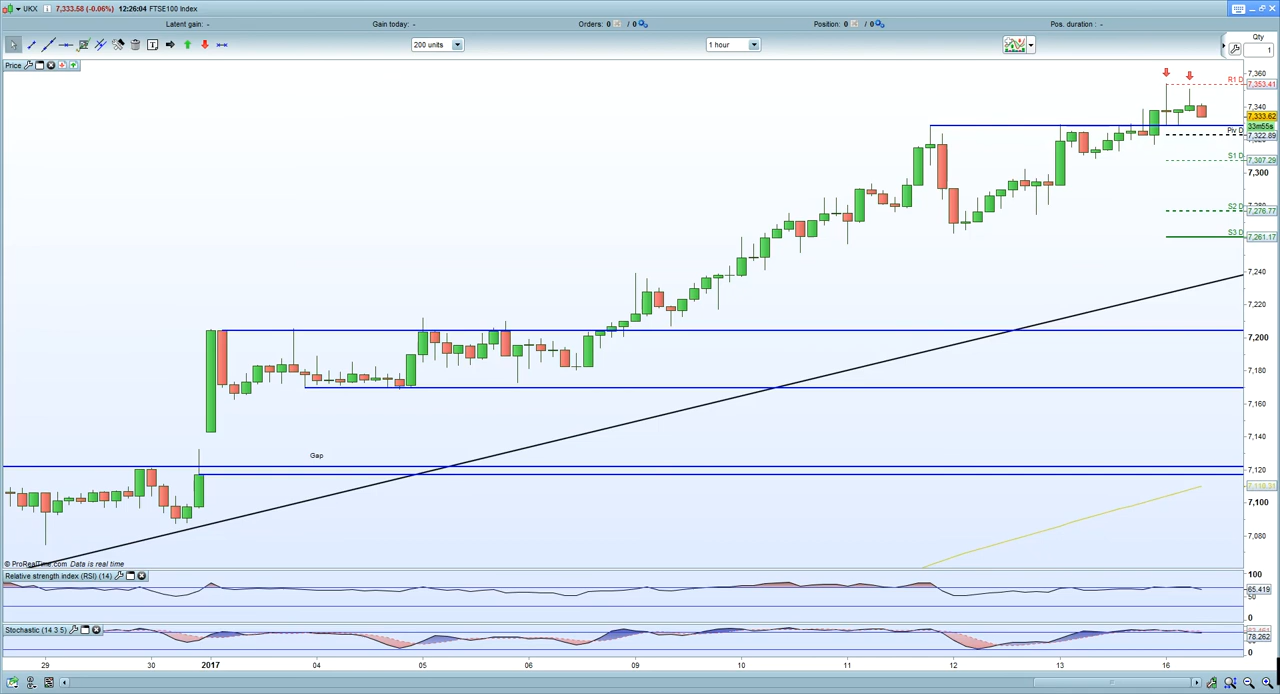 UKX 7,333.58 (-0.06%) 12:26:04 FTSE100 Index
Latent gain: - Gain today: - Orders: 0 / 0 Position: 0 / 0 Pos. duration : -
200 units 1 hour Qty
1
Price
7,360
R1 D 7,353.41
7,340
7,333.62
33m55s
Piv D 7,322.89
S1 D 7,307.29
7,300
S2 D 7,276.77
S3 D 7,261.17
7,240
7,220
7,200
7,180
7,160
7,140
Gap
7,120
7,100
7,080
© ProRealTime.com Data is real time
Relative strength index (RSI) (14) 100
65.419
50
0
Stochastic (14 3 5)
78.262
0
29 30 2017 04 05 06 09 10 11 12 13 16